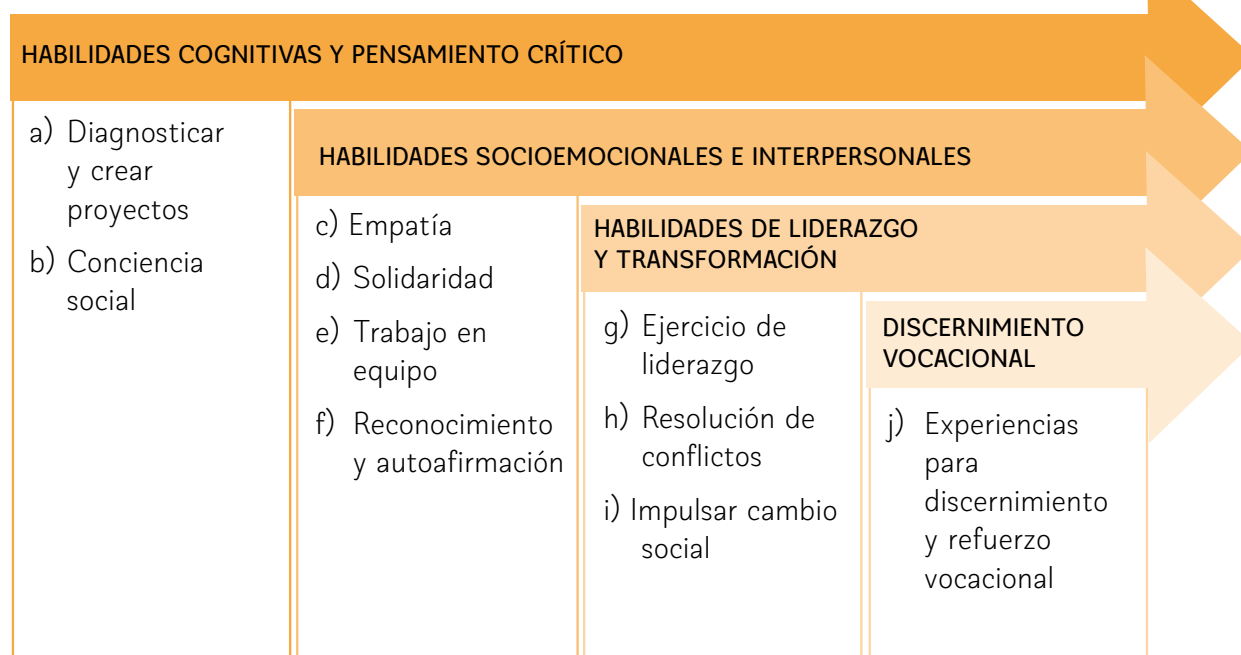 HABILIDADES COGNITIVAS Y PENSAMIENTO CRÍTICO
a) Diagnosticar
y crear
proyectos
b) Conciencia
social
HABILIDADES SOCIOEMOCIONALES E INTERPERSONALES
c) Empatía
d) Solidaridad
e) Trabajo en
equipo
f) Reconocimiento
y autoafirmación
HABILIDADES DE LIDERAZGO
Y TRANSFORMACIÓN
g) Ejercicio de
liderazgo
h) Resolución de
conflictos
i) Impulsar cambio
social
DISCERNIMIENTO
VOCACIONAL
j) Experiencias
para
discernimiento
y refuerzo
vocacional